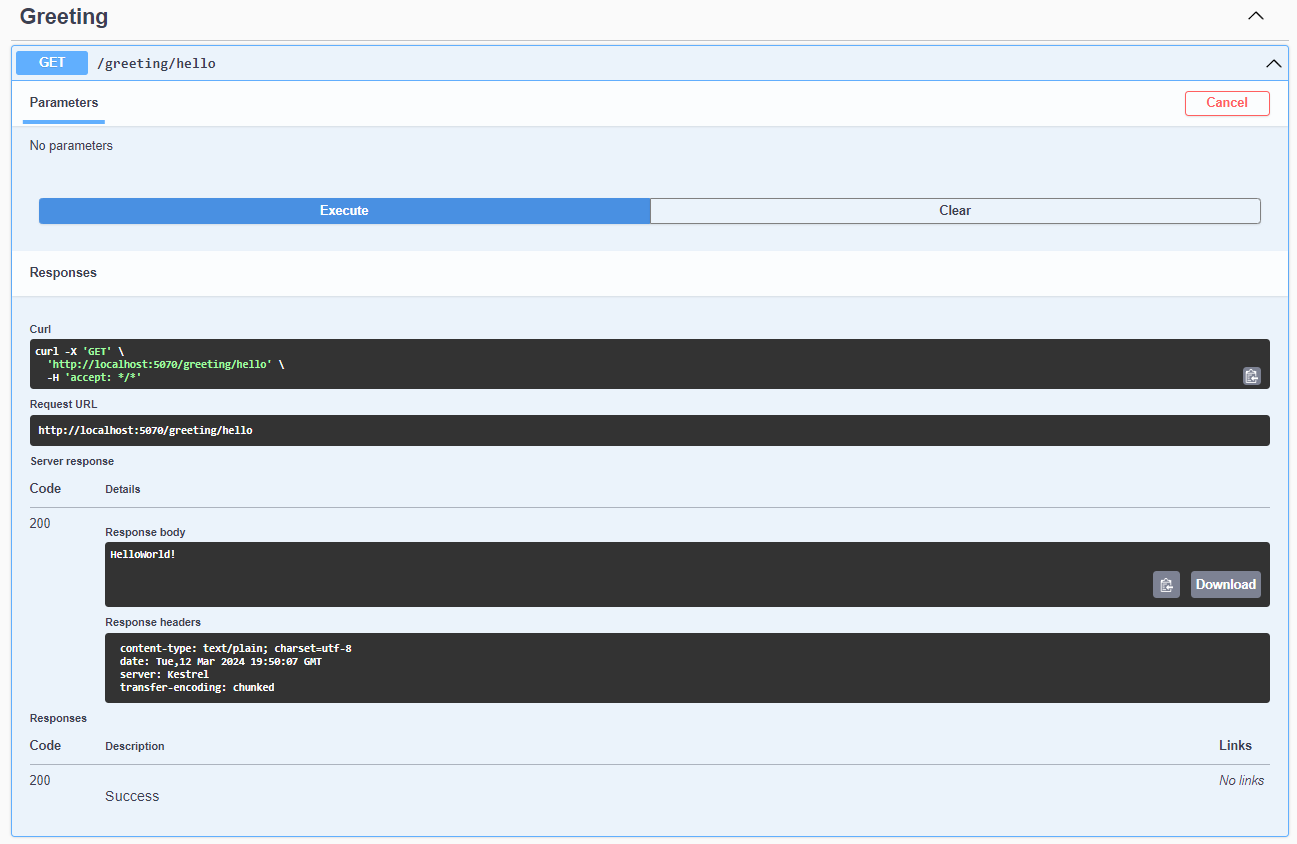 Greeting
GET /greeting/hello
Parameters
Cancel
No parameters
Execute
Clear
Responses
Curl
curl -X 'GET' \
'http://localhost:5070/greeting/hello' \
-H 'accept: */*'
Request URL
http://localhost:5070/greeting/hello
Server response
Code Details
200
Response body
HelloWorld!
Download
Response headers
content-type: text/plain; charset=utf-8
date: Tue,12 Mar 2024 19:50:07 GMT
server: Kestrel
transfer-encoding: chunked
Responses
Code Description Links
200 No links
Success